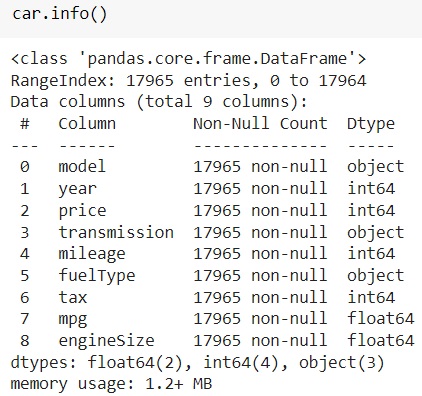 car.info()
<class 'pandas.core.frame.DataFrame'>
RangeIndex: 17965 entries, 0 to 17964
Data columns (total 9 columns):
 #   Column        Non-Null Count  Dtype
---  ------        --------------  -----
 0   model         17965 non-null  object
 1   year          17965 non-null  int64
 2   price         17965 non-null  int64
 3   transmission  17965 non-null  object
 4   mileage       17965 non-null  int64
 5   fuelType      17965 non-null  object
 6   tax           17965 non-null  int64
 7   mpg           17965 non-null  float64
 8   engineSize    17965 non-null  float64
dtypes: float64(2), int64(4), object(3)
memory usage: 1.2+ MB